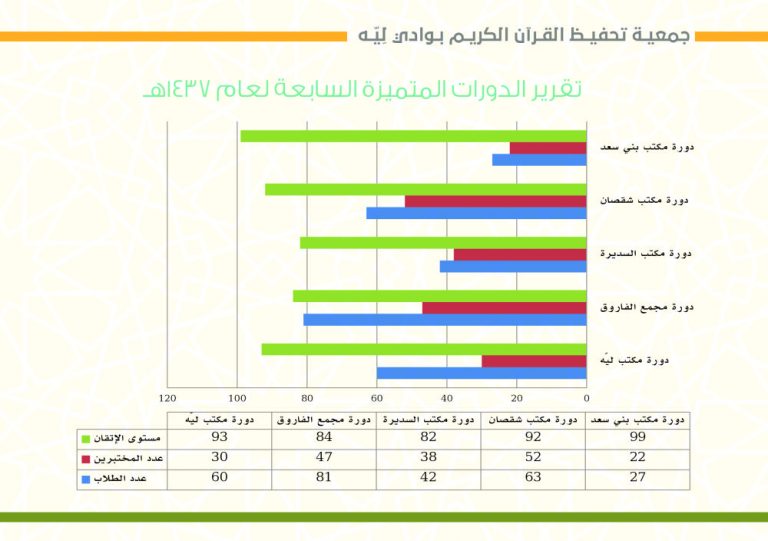 جمعية تحفيظ القرآن الكريم بوادي لِيّه
تقرير الدورات المتميزة السابعة لعام ١٤٣٧هـ
دورة مكتب بني سعد
دورة مكتب شقصان
دورة مكتب السديرة
دورة مجمع الفاروق
دورة مكتب ليّه
120 100 80 60 40 20 0
دورة مكتب بني سعد دورة مكتب شقصان دورة مكتب السديرة دورة مجمع الفاروق دورة مكتب ليّه
مستوى الإتقان 93 84 82 92 99
عدد المختبرين 30 47 38 52 22
عدد الطلاب 60 81 42 63 27